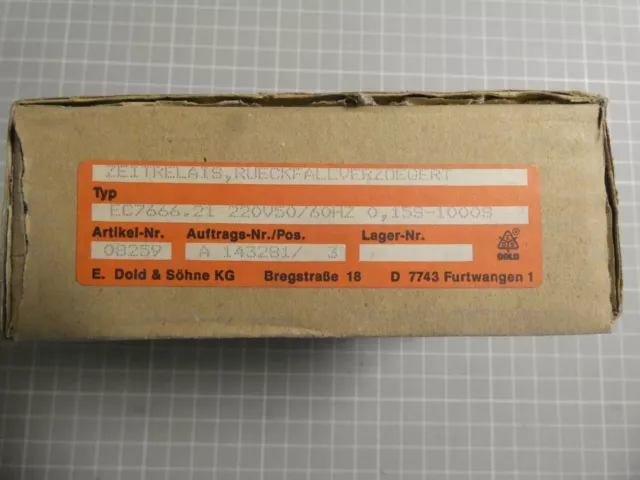 ZEITRELAIS,RUECKFALLVERZOEGERT
Typ
EC7666.21 220V50/60HZ 0,15S-1000S
Artikel-Nr. Auftrags-Nr./Pos. Lager-Nr.
08259 A 143281/ 3
DOLD
E. Dold & Söhne KG Bregstraße 18 D 7743 Furtwangen 1